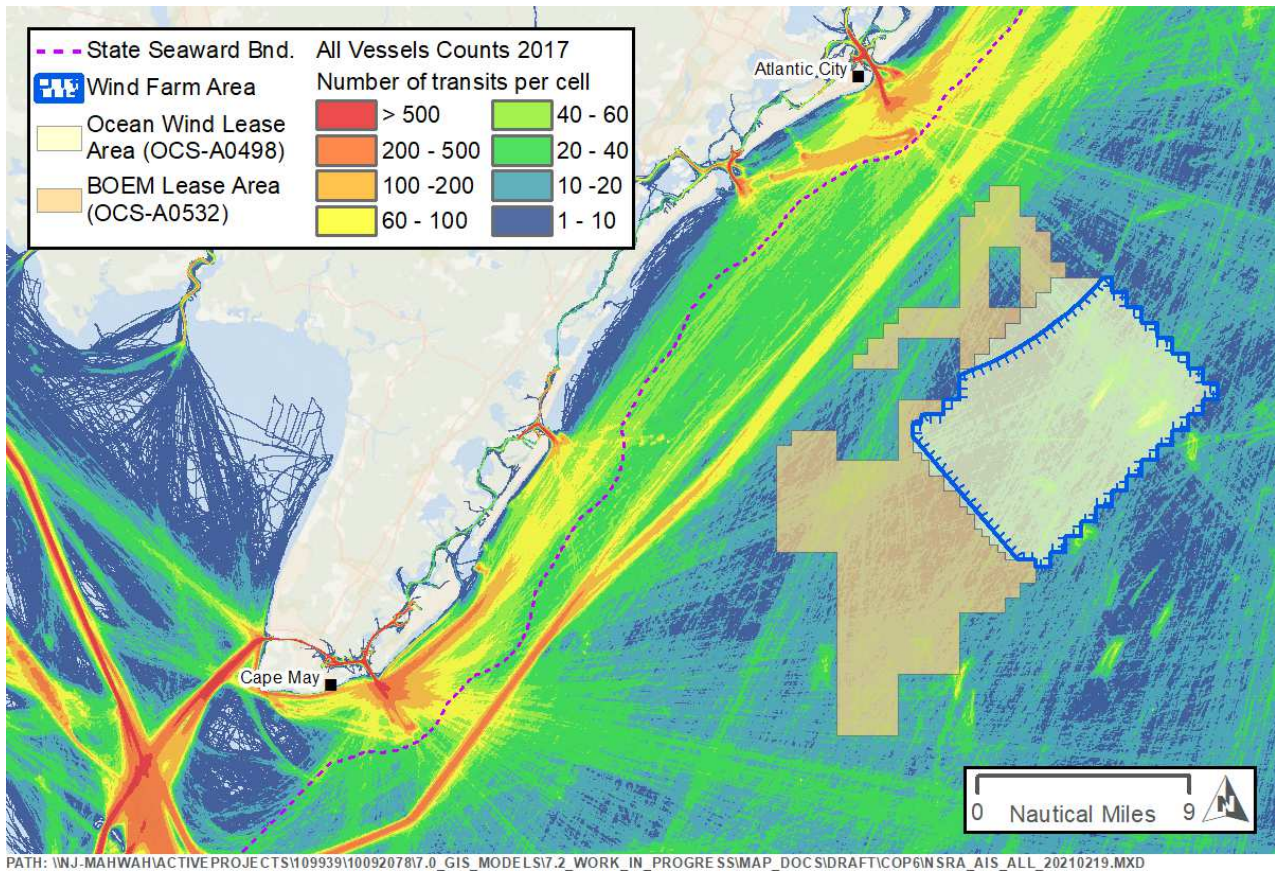 State Seaward Bnd.
Wind Farm Area
Ocean Wind Lease
Area (OCS-A0498)
BOEM Lease Area
(OCS-A0532)
All Vessels Counts 2017
Number of transits per cell
> 500
200 - 500
100 -200
60 - 100
40 - 60
20 - 40
10 -20
1 - 10
Atlantic City
Cape May
0 Nautical Miles 9 N
PATH: \\NJ-MAHWAH\ACTIVEPROJECTS\109939\10092078\7.0_GIS_MODELS\7.2_WORK_IN_PROGRESS\MAP_DOCS\DRAFT\COP6\NSRA_AIS_ALL_20210219.MXD